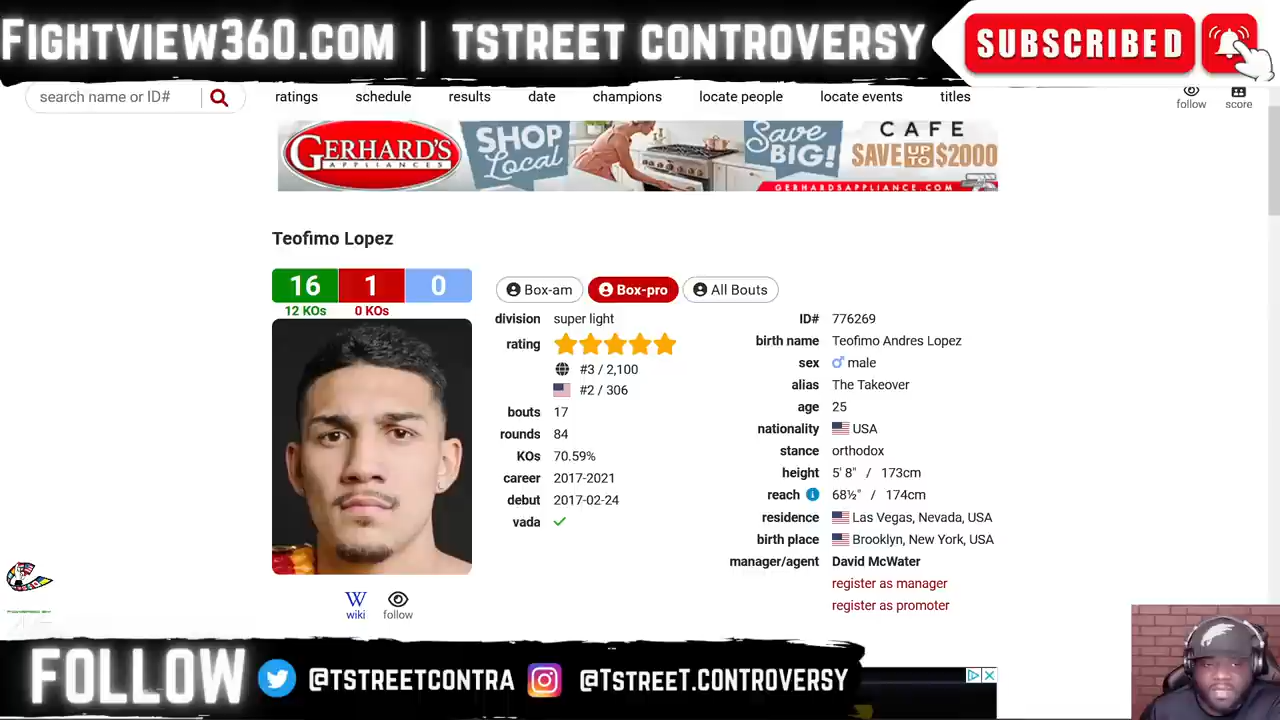 FIGHTVIEW360.COM | TSTREET CONTROVERSY
SUBSCRIBED
search name or ID#
ratings schedule results date champions locate people locate events titles
follow score
GERHARD'S APPLIANCES
SHOP Local
Save BIG!
CAFE
SAVE UP TO $2000
GERHARDSAPPLIANCE.COM
Teofimo Lopez
16 1 0
12 KOs 0 KOs
Box-am Box-pro All Bouts
division super light
rating
#3 / 2,100
#2 / 306
bouts 17
rounds 84
KOs 70.59%
career 2017-2021
debut 2017-02-24
vada
ID# 776269
birth name Teofimo Andres Lopez
sex male
alias The Takeover
age 25
nationality USA
stance orthodox
height 5' 8" / 173cm
reach 68½" / 174cm
residence Las Vegas, Nevada, USA
birth place Brooklyn, New York, USA
manager/agent David McWater
register as manager
register as promoter
W
wiki follow
FOLLOW @TSTREETCONTRA @TSTREET.CONTROVERSY